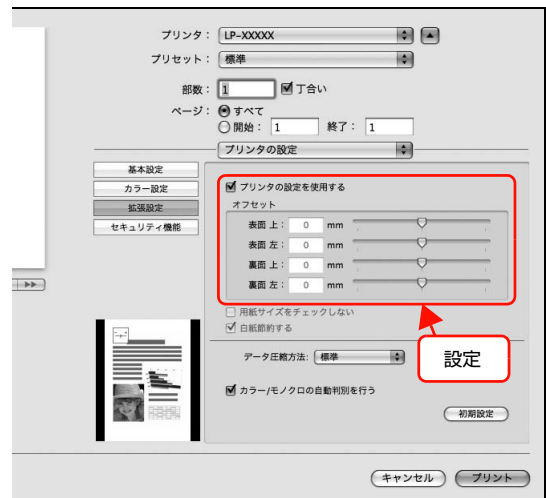 プリンタ： LP-XXXXX
プリセット： 標準
部数： 1 丁合い
ページ： すべて
開始： 1 終了： 1
プリンタの設定
基本設定
カラー設定
拡張設定
セキュリティ機能
プリンタの設定を使用する
オフセット
表面 上： 0 mm
表面 左： 0 mm
裏面 上： 0 mm
裏面 左： 0 mm
用紙サイズをチェックしない
白紙節約する
データ圧縮方法： 標準
設定
カラー/モノクロの自動判別を行う
初期設定
キャンセル プリント